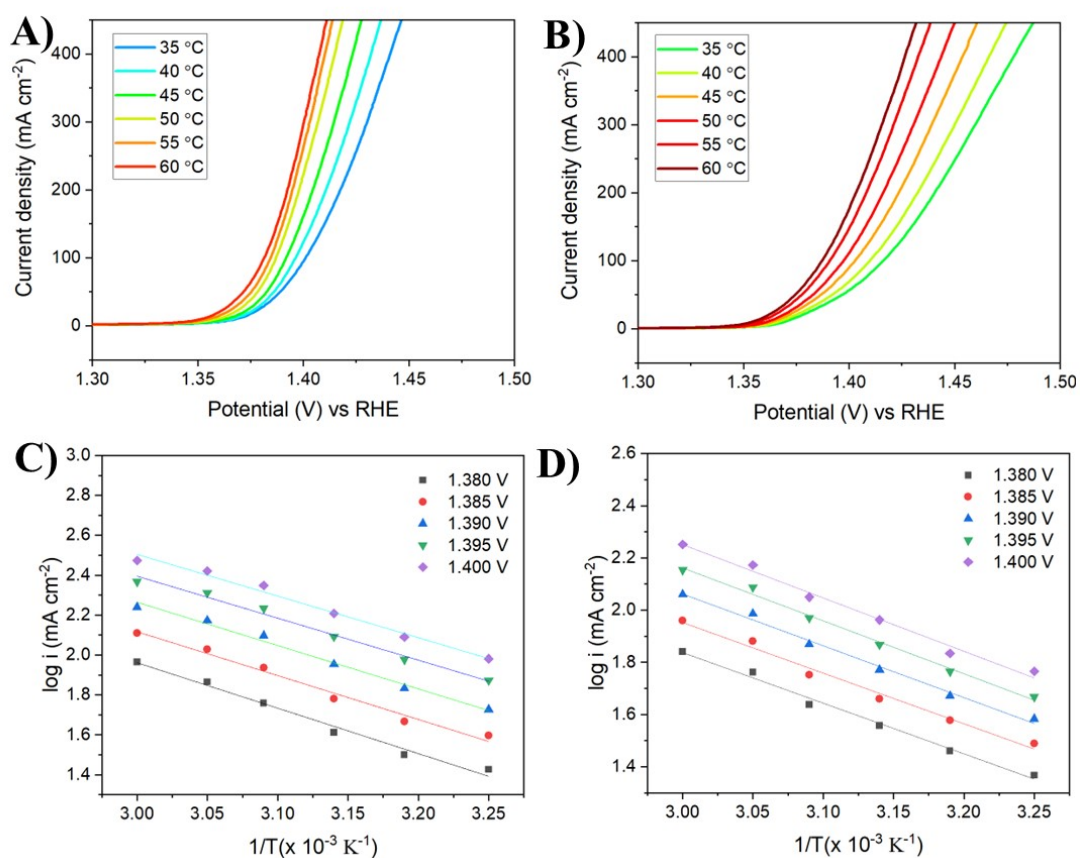 A)
Current density (mA cm⁻²)
400
300
200
100
0
35 °C
40 °C
45 °C
50 °C
55 °C
60 °C
1.30
1.35
1.40
1.45
1.50
Potential (V) vs RHE
B)
Current density (mA cm⁻²)
400
300
200
100
0
35 °C
40 °C
45 °C
50 °C
55 °C
60 °C
1.30
1.35
1.40
1.45
1.50
Potential (V) vs RHE
C)
log i (mA cm⁻²)
3.0
2.8
2.6
2.4
2.2
2.0
1.8
1.6
1.4
1.380 V
1.385 V
1.390 V
1.395 V
1.400 V
3.00
3.05
3.10
3.15
3.20
3.25
1/T(x 10⁻³ K⁻¹)
D)
log i (mA cm⁻²)
2.6
2.4
2.2
2.0
1.8
1.6
1.4
1.380 V
1.385 V
1.390 V
1.395 V
1.400 V
3.00
3.05
3.10
3.15
3.20
3.25
1/T(x 10⁻³ K⁻¹)